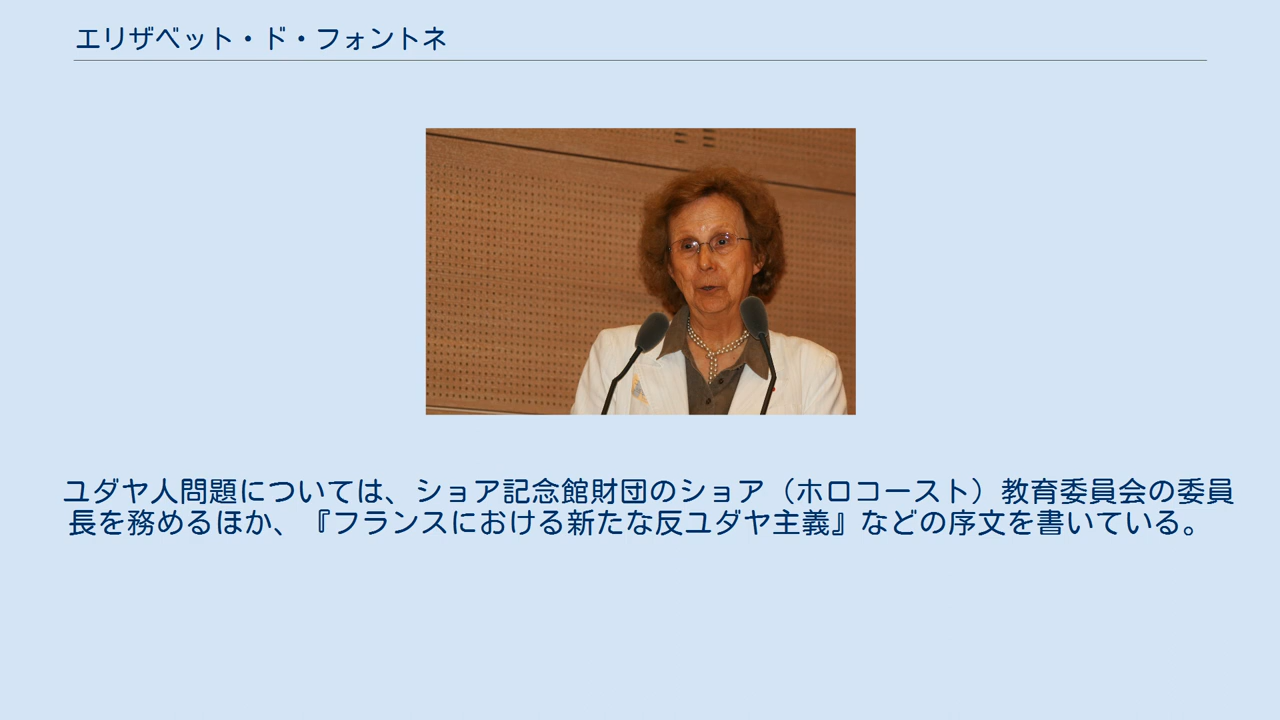 エリザベット・ド・フォントネ
ユダヤ人問題については、ショア記念館財団のショア（ホロコースト）教育委員会の委員
長を務めるほか、『フランスにおける新たな反ユダヤ主義』などの序文を書いている。